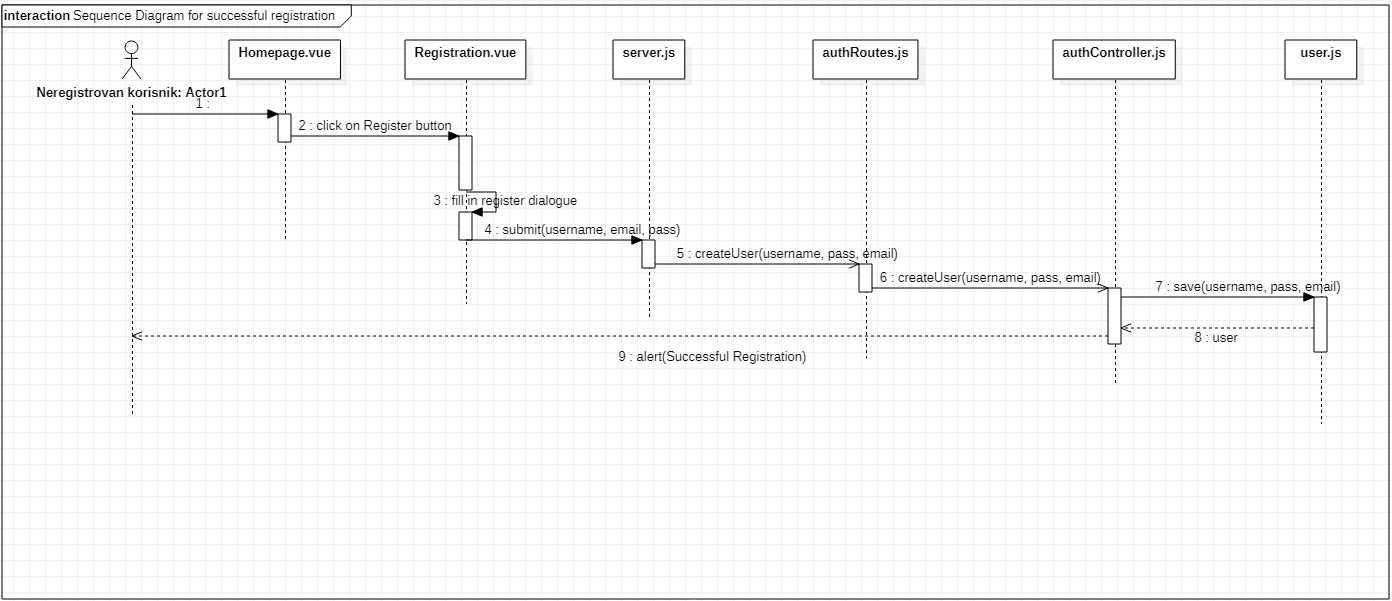 interaction Sequence Diagram for successful registration
Homepage.vue
Registration.vue
server.js
authRoutes.js
authController.js
user.js
Neregistrovan korisnik: Actor1
1 :
2 : click on Register button
3 : fill in register dialogue
4 : submit(username, email, pass)
5 : createUser(username, pass, email)
6 : createUser(username, pass, email)
7 : save(username, pass, email)
8 : user
9 : alert(Successful Registration)